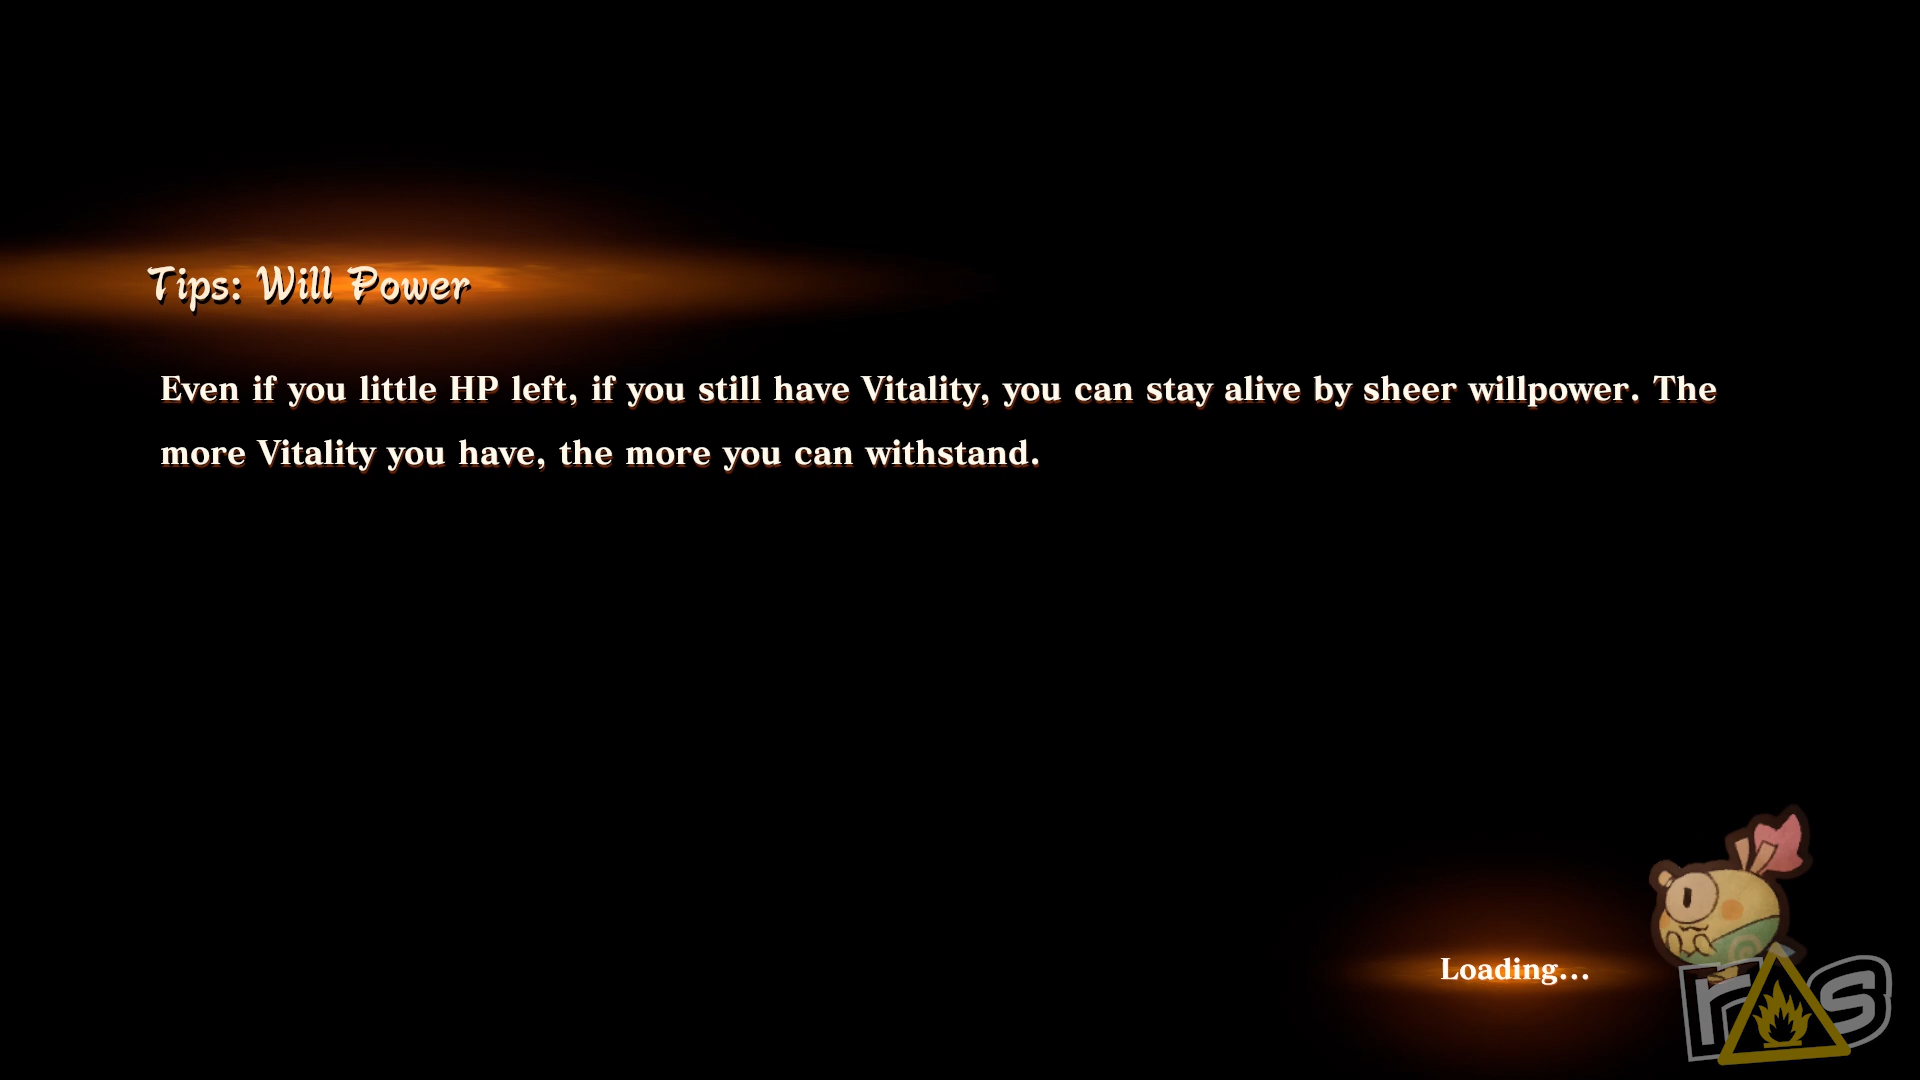 Tips: Will Power
Even if you little HP left, if you still have Vitality, you can stay alive by sheer willpower. The
more Vitality you have, the more you can withstand.
Loading...
ras